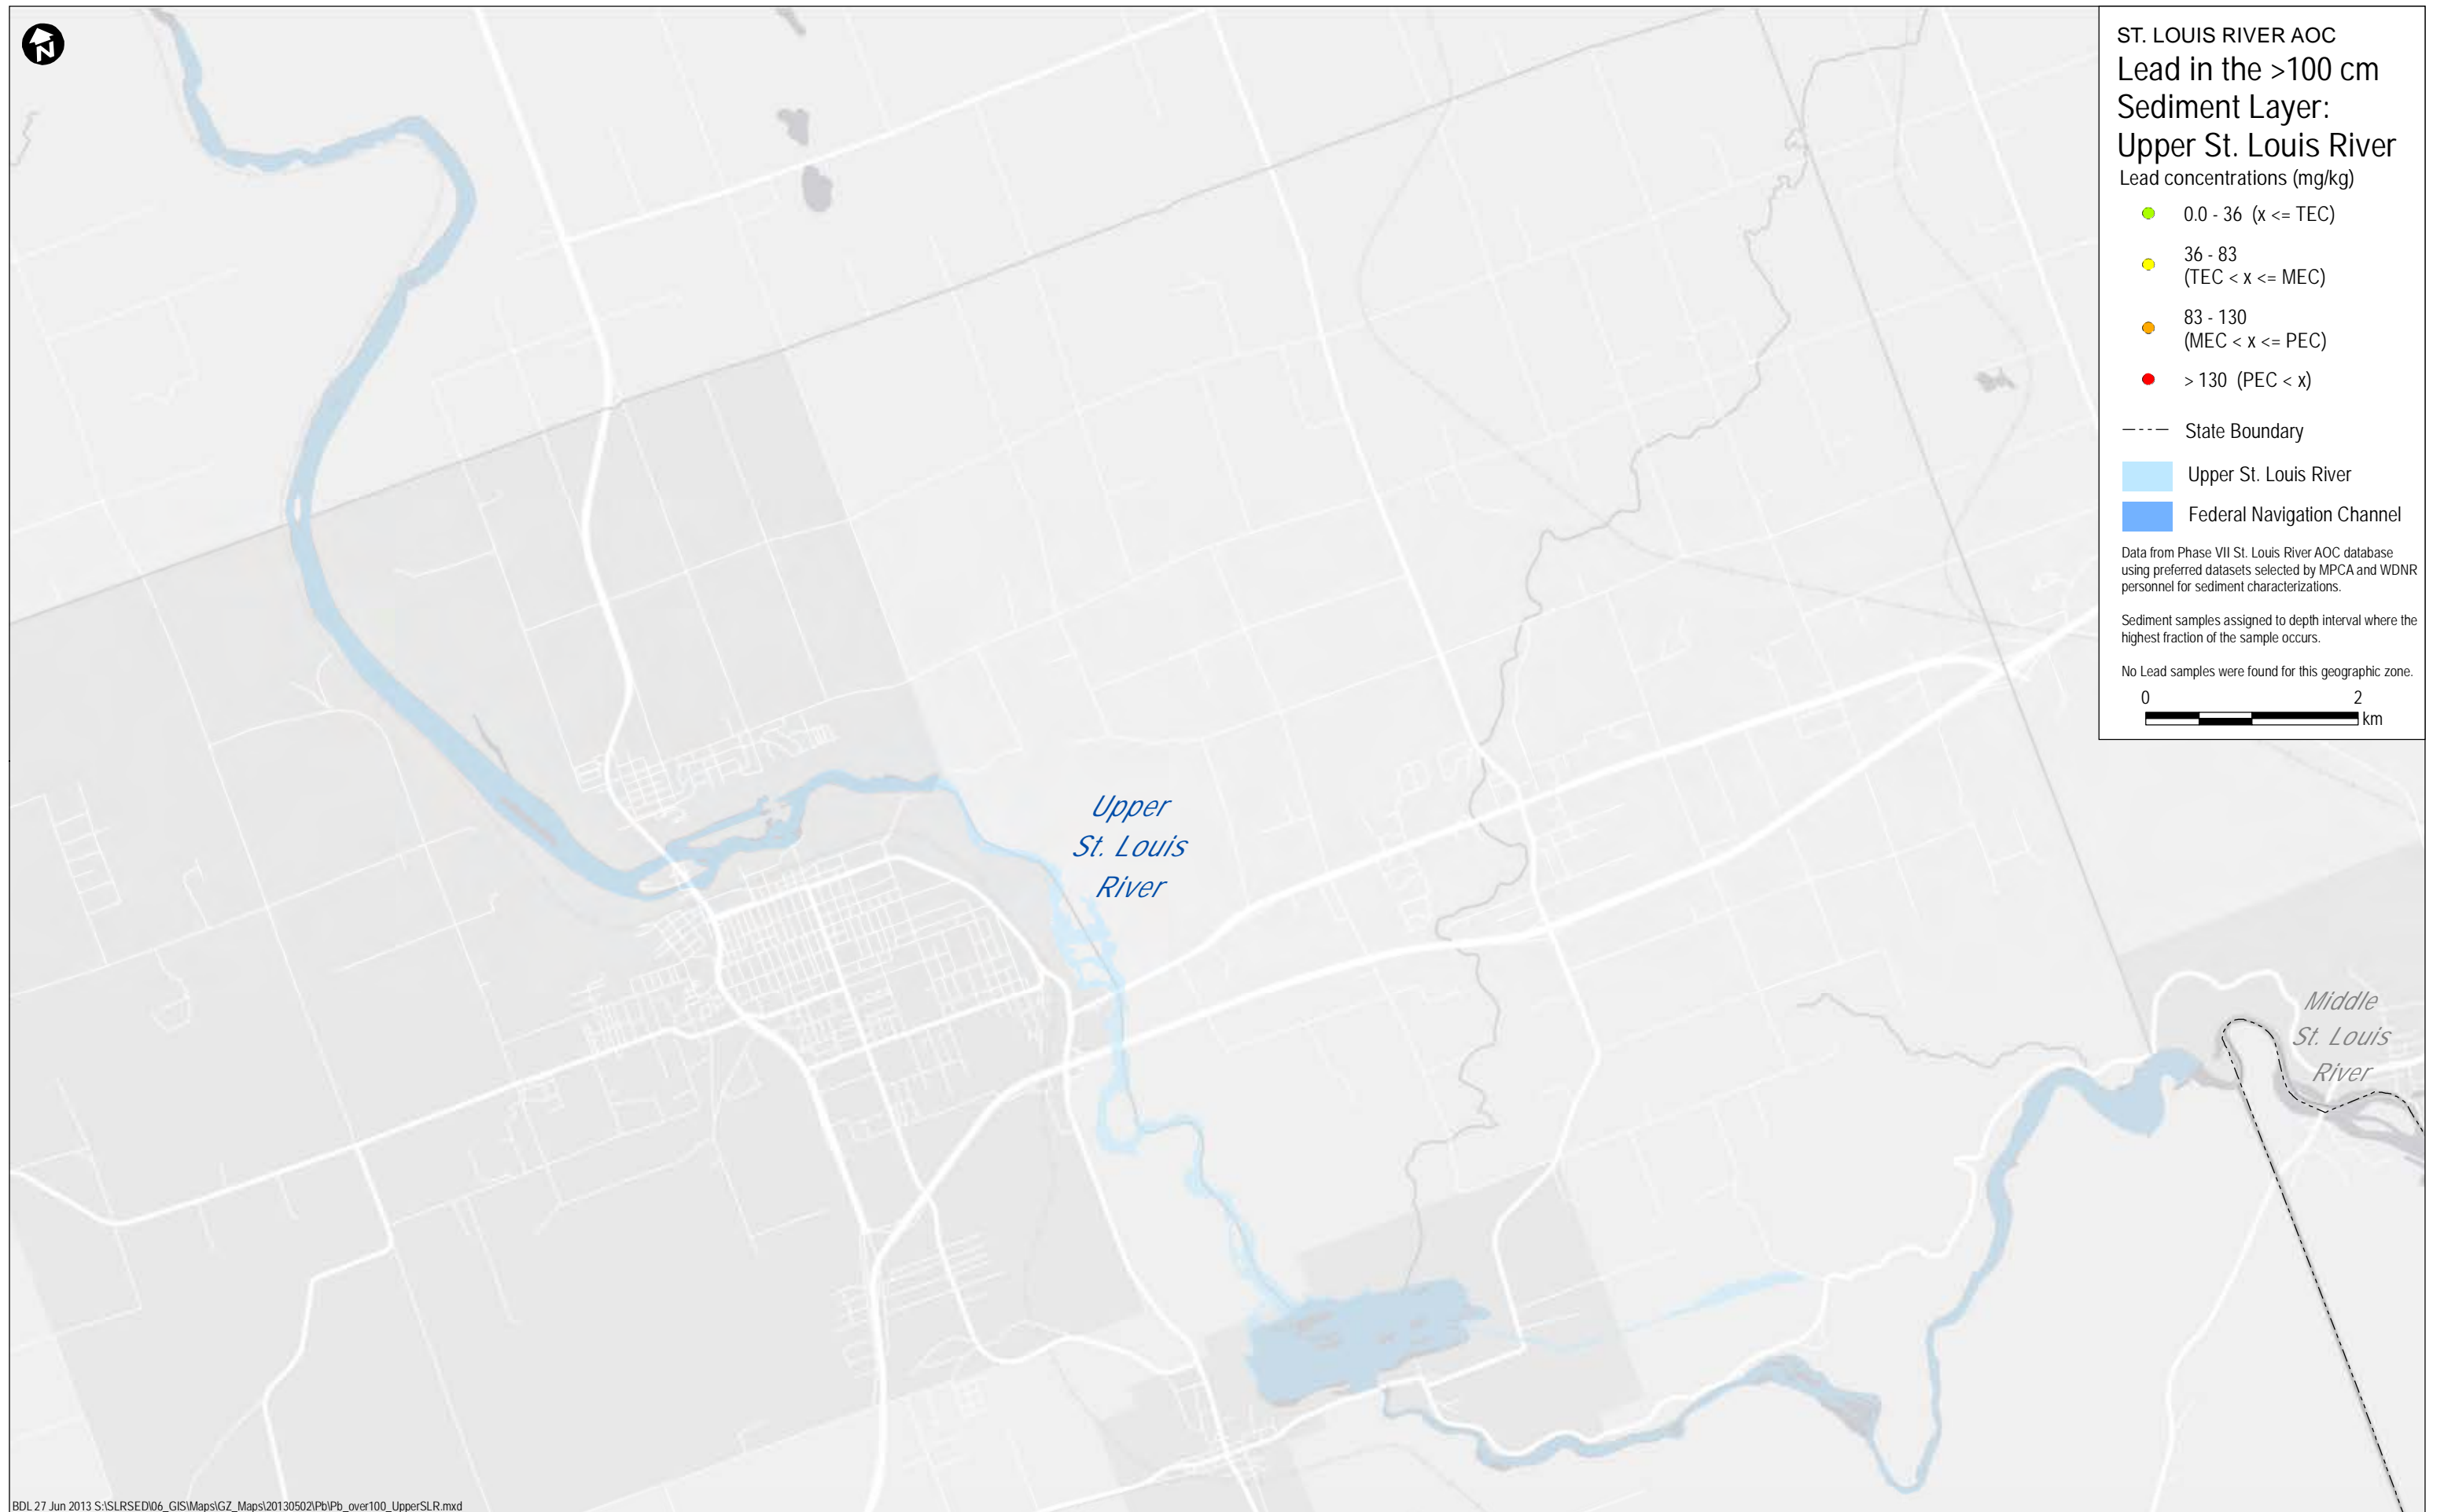 N
ST. LOUIS RIVER AOC
Lead in the >100 cm
Sediment Layer:
Upper St. Louis River
Lead concentrations (mg/kg)
0.0 - 36 (x <= TEC)
36 - 83
(TEC < x <= MEC)
83 - 130
(MEC < x <= PEC)
> 130 (PEC < x)
State Boundary
Upper St. Louis River
Federal Navigation Channel
Data from Phase VII St. Louis River AOC database
using preferred datasets selected by MPCA and WDNR
personnel for sediment characterizations.
Sediment samples assigned to depth interval where the
highest fraction of the sample occurs.
No Lead samples were found for this geographic zone.
0 2
km
Upper
St. Louis
River
Middle
St. Louis
River
BDL 27 Jun 2013 S:\SLRSED\06_GIS\Maps\GZ_Maps\20130502\Pb\Pb_over100_UpperSLR.mxd